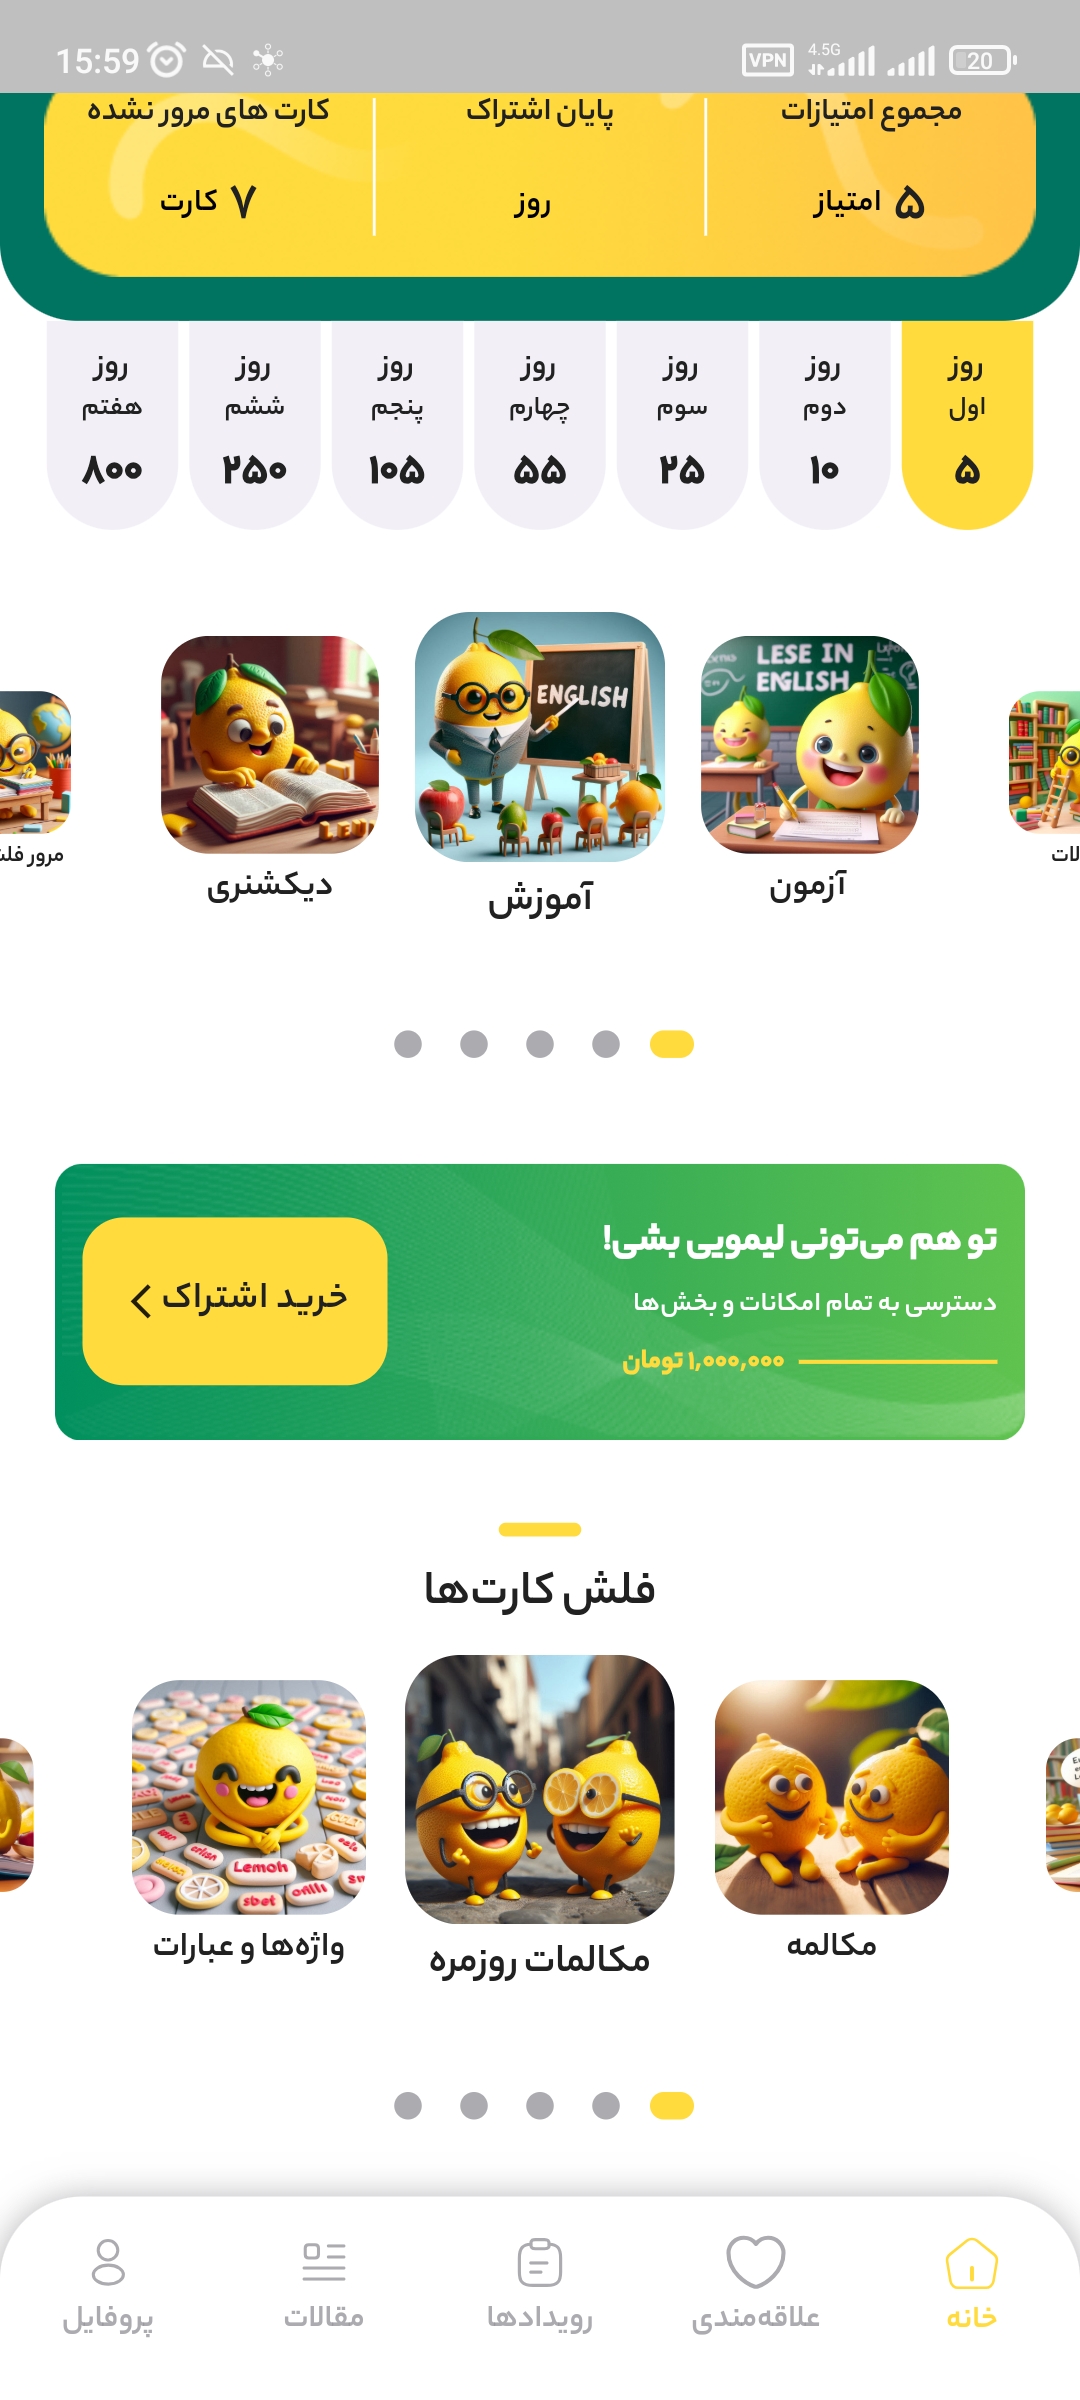 15:59
VPN
4.5G
20
مجموع امتیازات
پایان اشتراک
کارت های مرور نشده
۵ امتیاز
روز
۷ کارت
روز اول ۵
روز دوم ۱۰
روز سوم ۲۵
روز چهارم ۵۵
روز پنجم ۱۰۵
روز ششم ۲۵۰
روز هفتم ۸۰۰
LESE IN
ENGLISH
ENGLISH
لات
آزمون
آموزش
دیکشنری
مرور فلش
تو هم می‌تونی لیمویی بشی!
دسترسی به تمام امکانات و بخش‌ها
۱,۰۰۰,۰۰۰ تومان
خرید اشتراک
فلش کارت‌ها
Lemoh
sbet
مکالمه
مکالمات روزمره
واژه‌ها و عبارات
خانه
علاقه‌مندی
رویدادها
مقالات
پروفایل